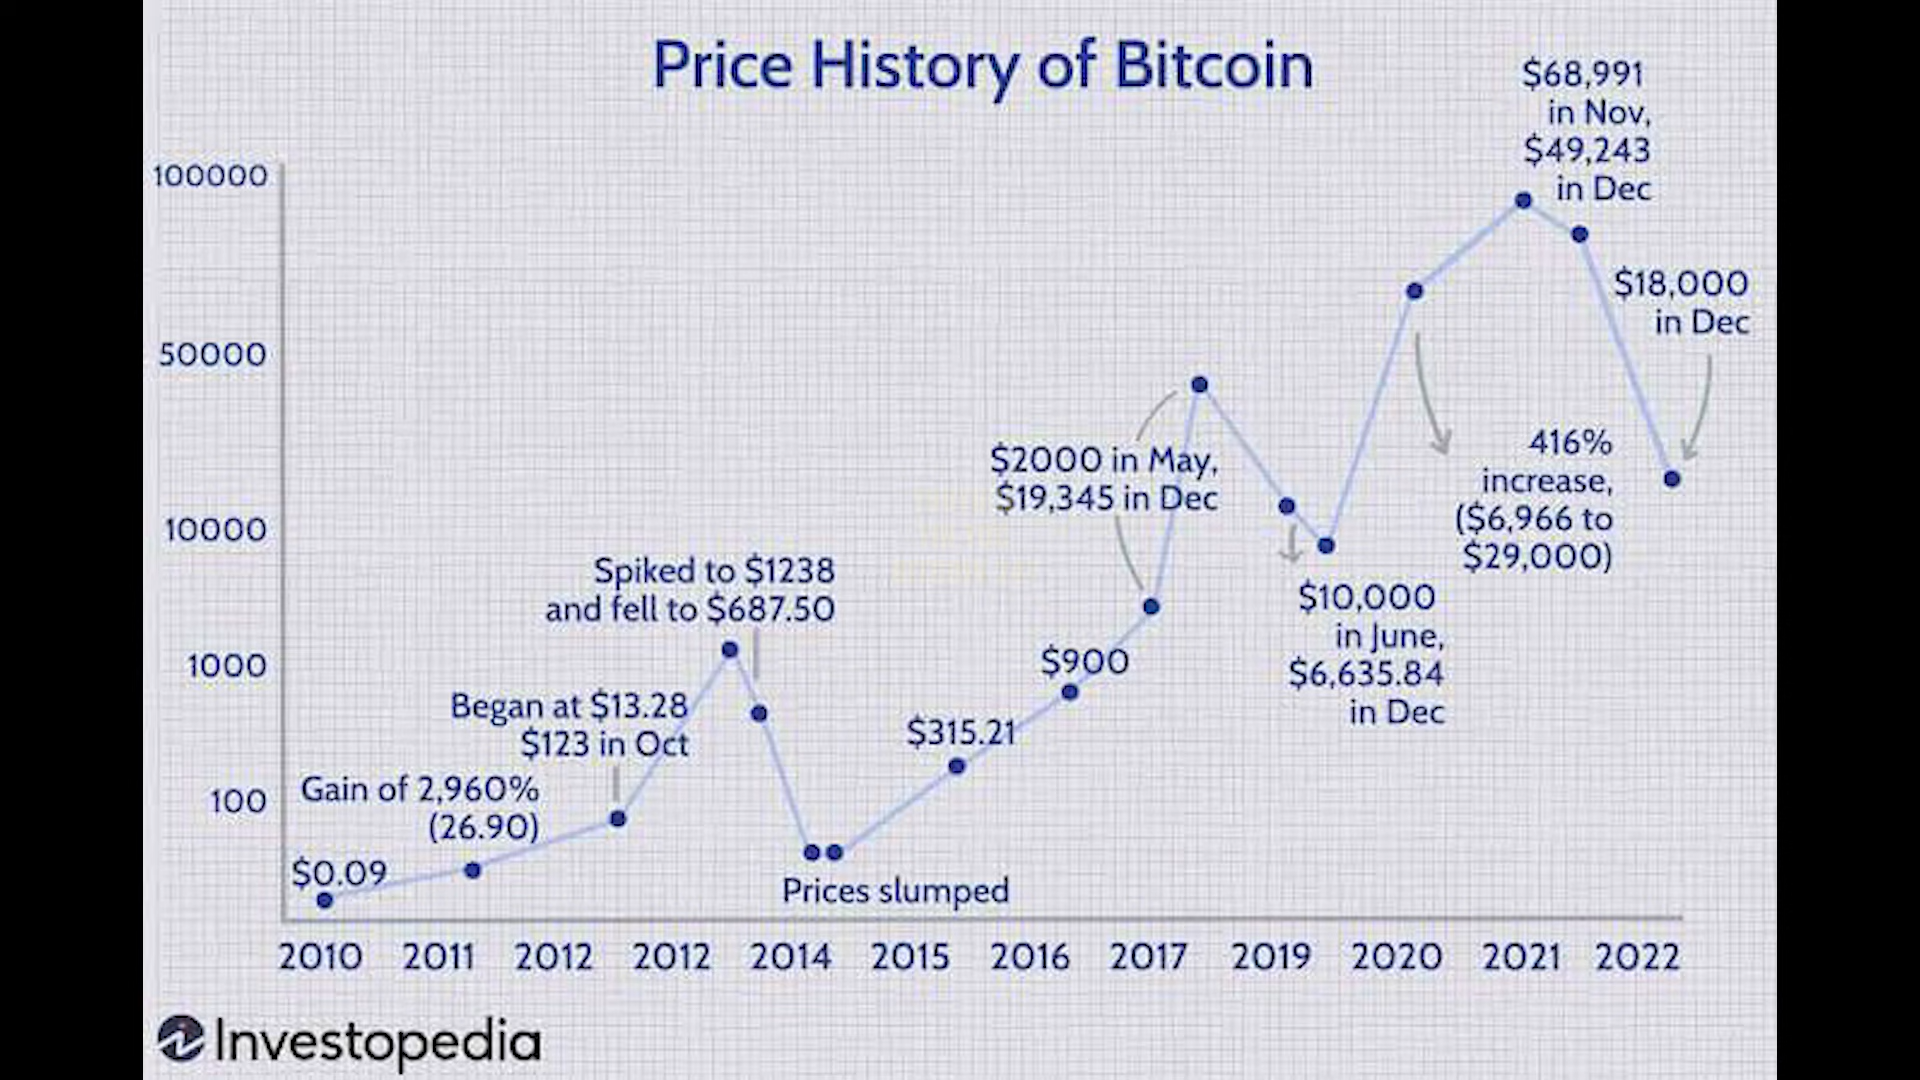 Price History of Bitcoin
$68,991
in Nov,
$49,243
in Dec
100000
50000
10000
1000
100
$18,000
in Dec
416%
increase,
($6,966 to
$29,000)
$2000 in May,
$19,345 in Dec
$10,000
in June,
$6,635.84
in Dec
Spiked to $1238
and fell to $687.50
$900
Began at $13.28
$123 in Oct
$315.21
Gain of 2,960%
(26.90)
$0.09
Prices slumped
2010 2011 2012 2012 2014 2015 2016 2017 2019 2020 2021 2022
Investopedia